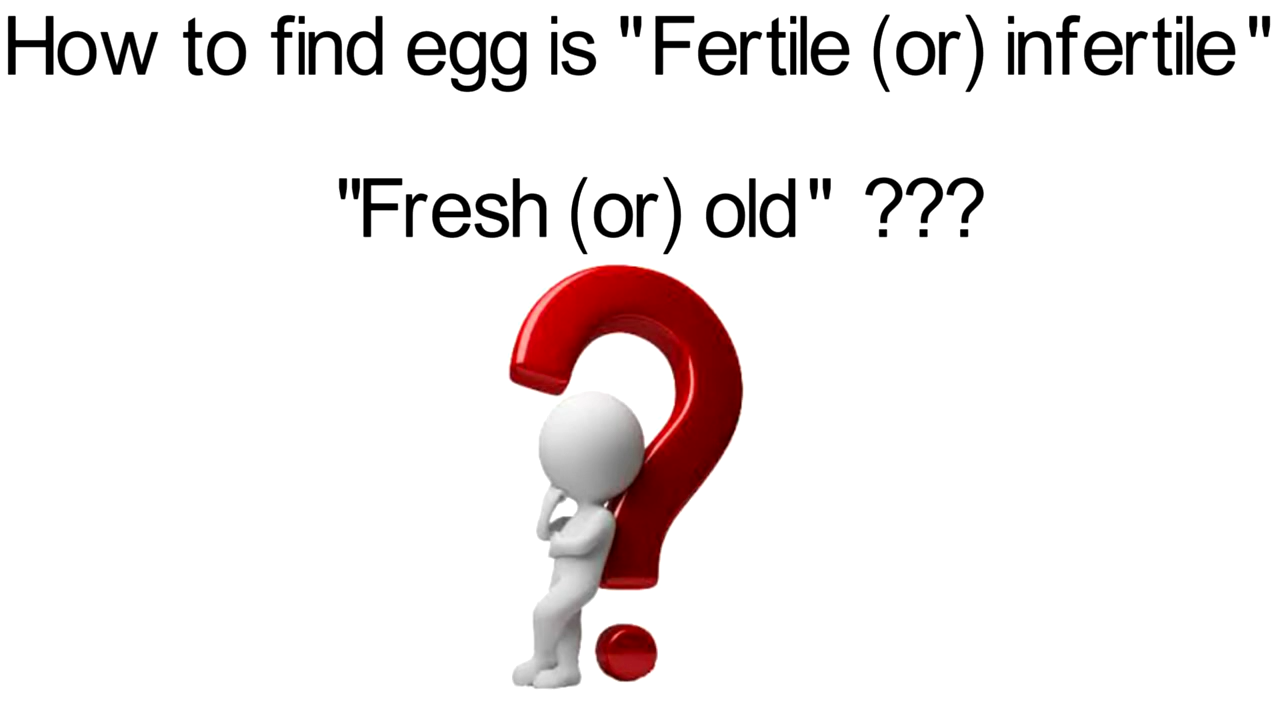 How to find egg is "Fertile (or) infertile"
"Fresh (or) old" ???